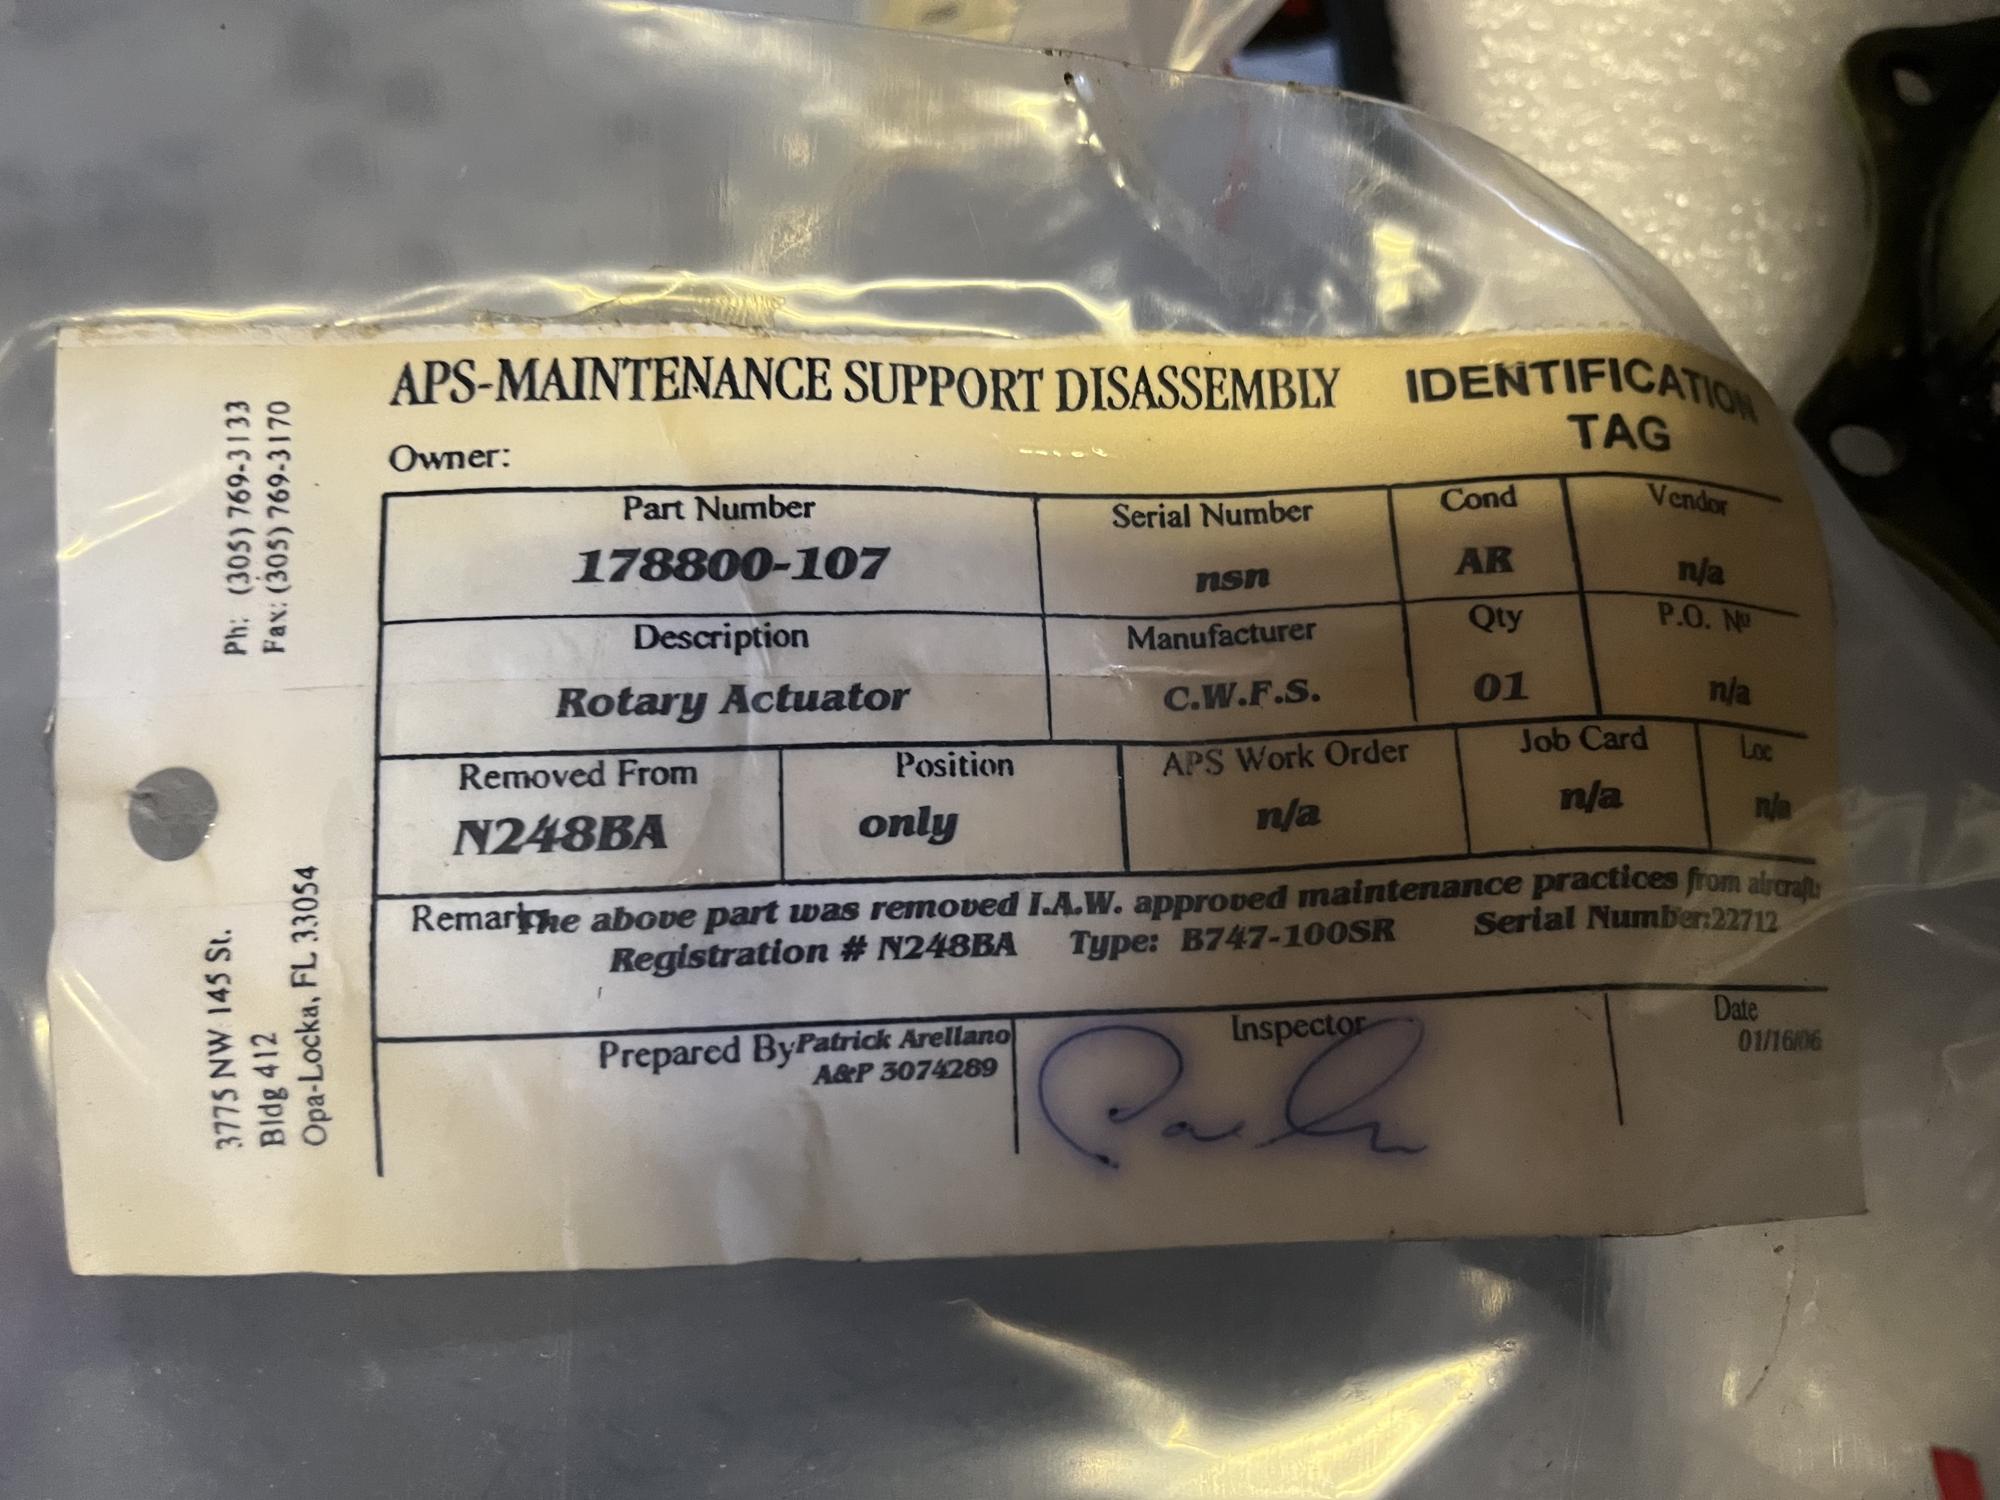 APS-MAINTENANCE SUPPORT DISASSEMBLY
IDENTIFICATION
TAG
Owner:
Part Number
178800-107
Serial Number
nsn
Cond
AR
Vendor
n/a
Description
Rotary Actuator
Manufacturer
C.W.F.S.
Qty
01
P.O. Nº
n/a
Removed From
N248BA
Position
only
APS Work Order
n/a
Job Card
n/a
Loc
n/a
Remark The above part was removed I.A.W. approved maintenance practices from aircraft:
Registration # N248BA Type: B747-100SR Serial Number:22712
Prepared By Patrick Arellano
A&P 3074289
Inspector
Date
01/16/06
Ph: (305) 769-3133
Fax: (305) 769-3170
3775 NW 145 St.
Bldg 412
Opa-Locka, FL 33054